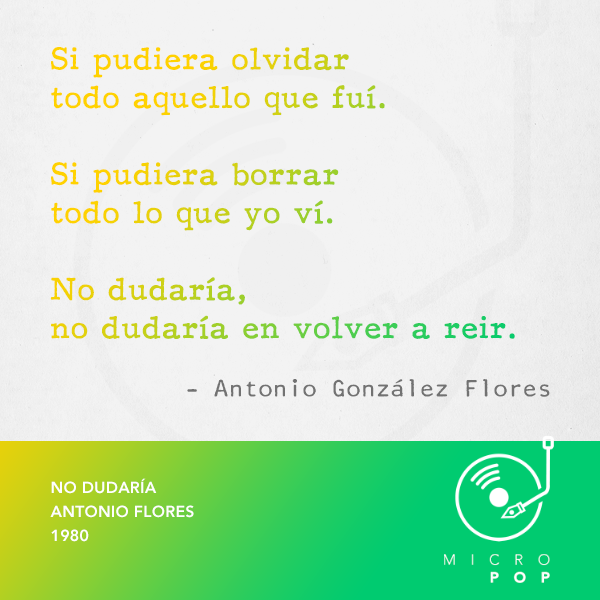 Si pudiera olvidar
todo aquello que fuí.
Si pudiera borrar
todo lo que yo ví.
No dudaría,
no dudaría en volver a reir.
– Antonio González Flores
NO DUDARÍA
ANTONIO FLORES
1980
MICRO
POP